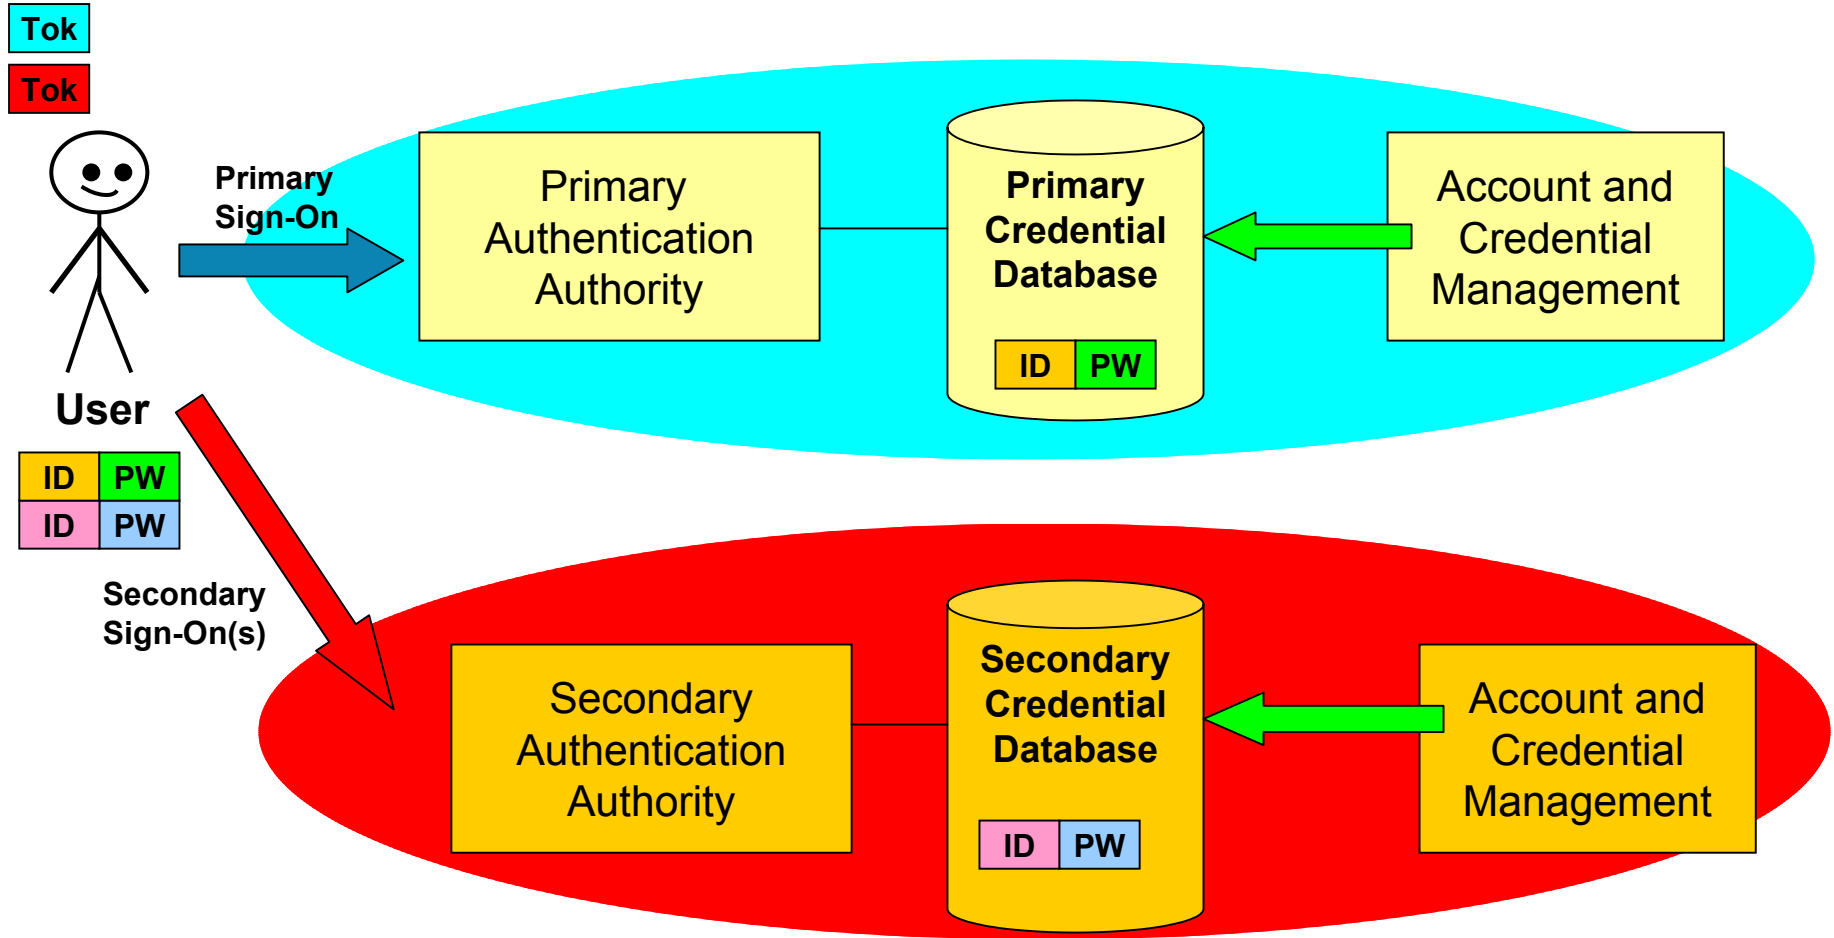 Tok
Tok
Primary
Sign-On
Primary
Authentication
Authority
Primary
Credential
Database
ID PW
Account and
Credential
Management
User
ID PW
ID PW
Secondary
Sign-On(s)
Secondary
Authentication
Authority
Secondary
Credential
Database
ID PW
Account and
Credential
Management